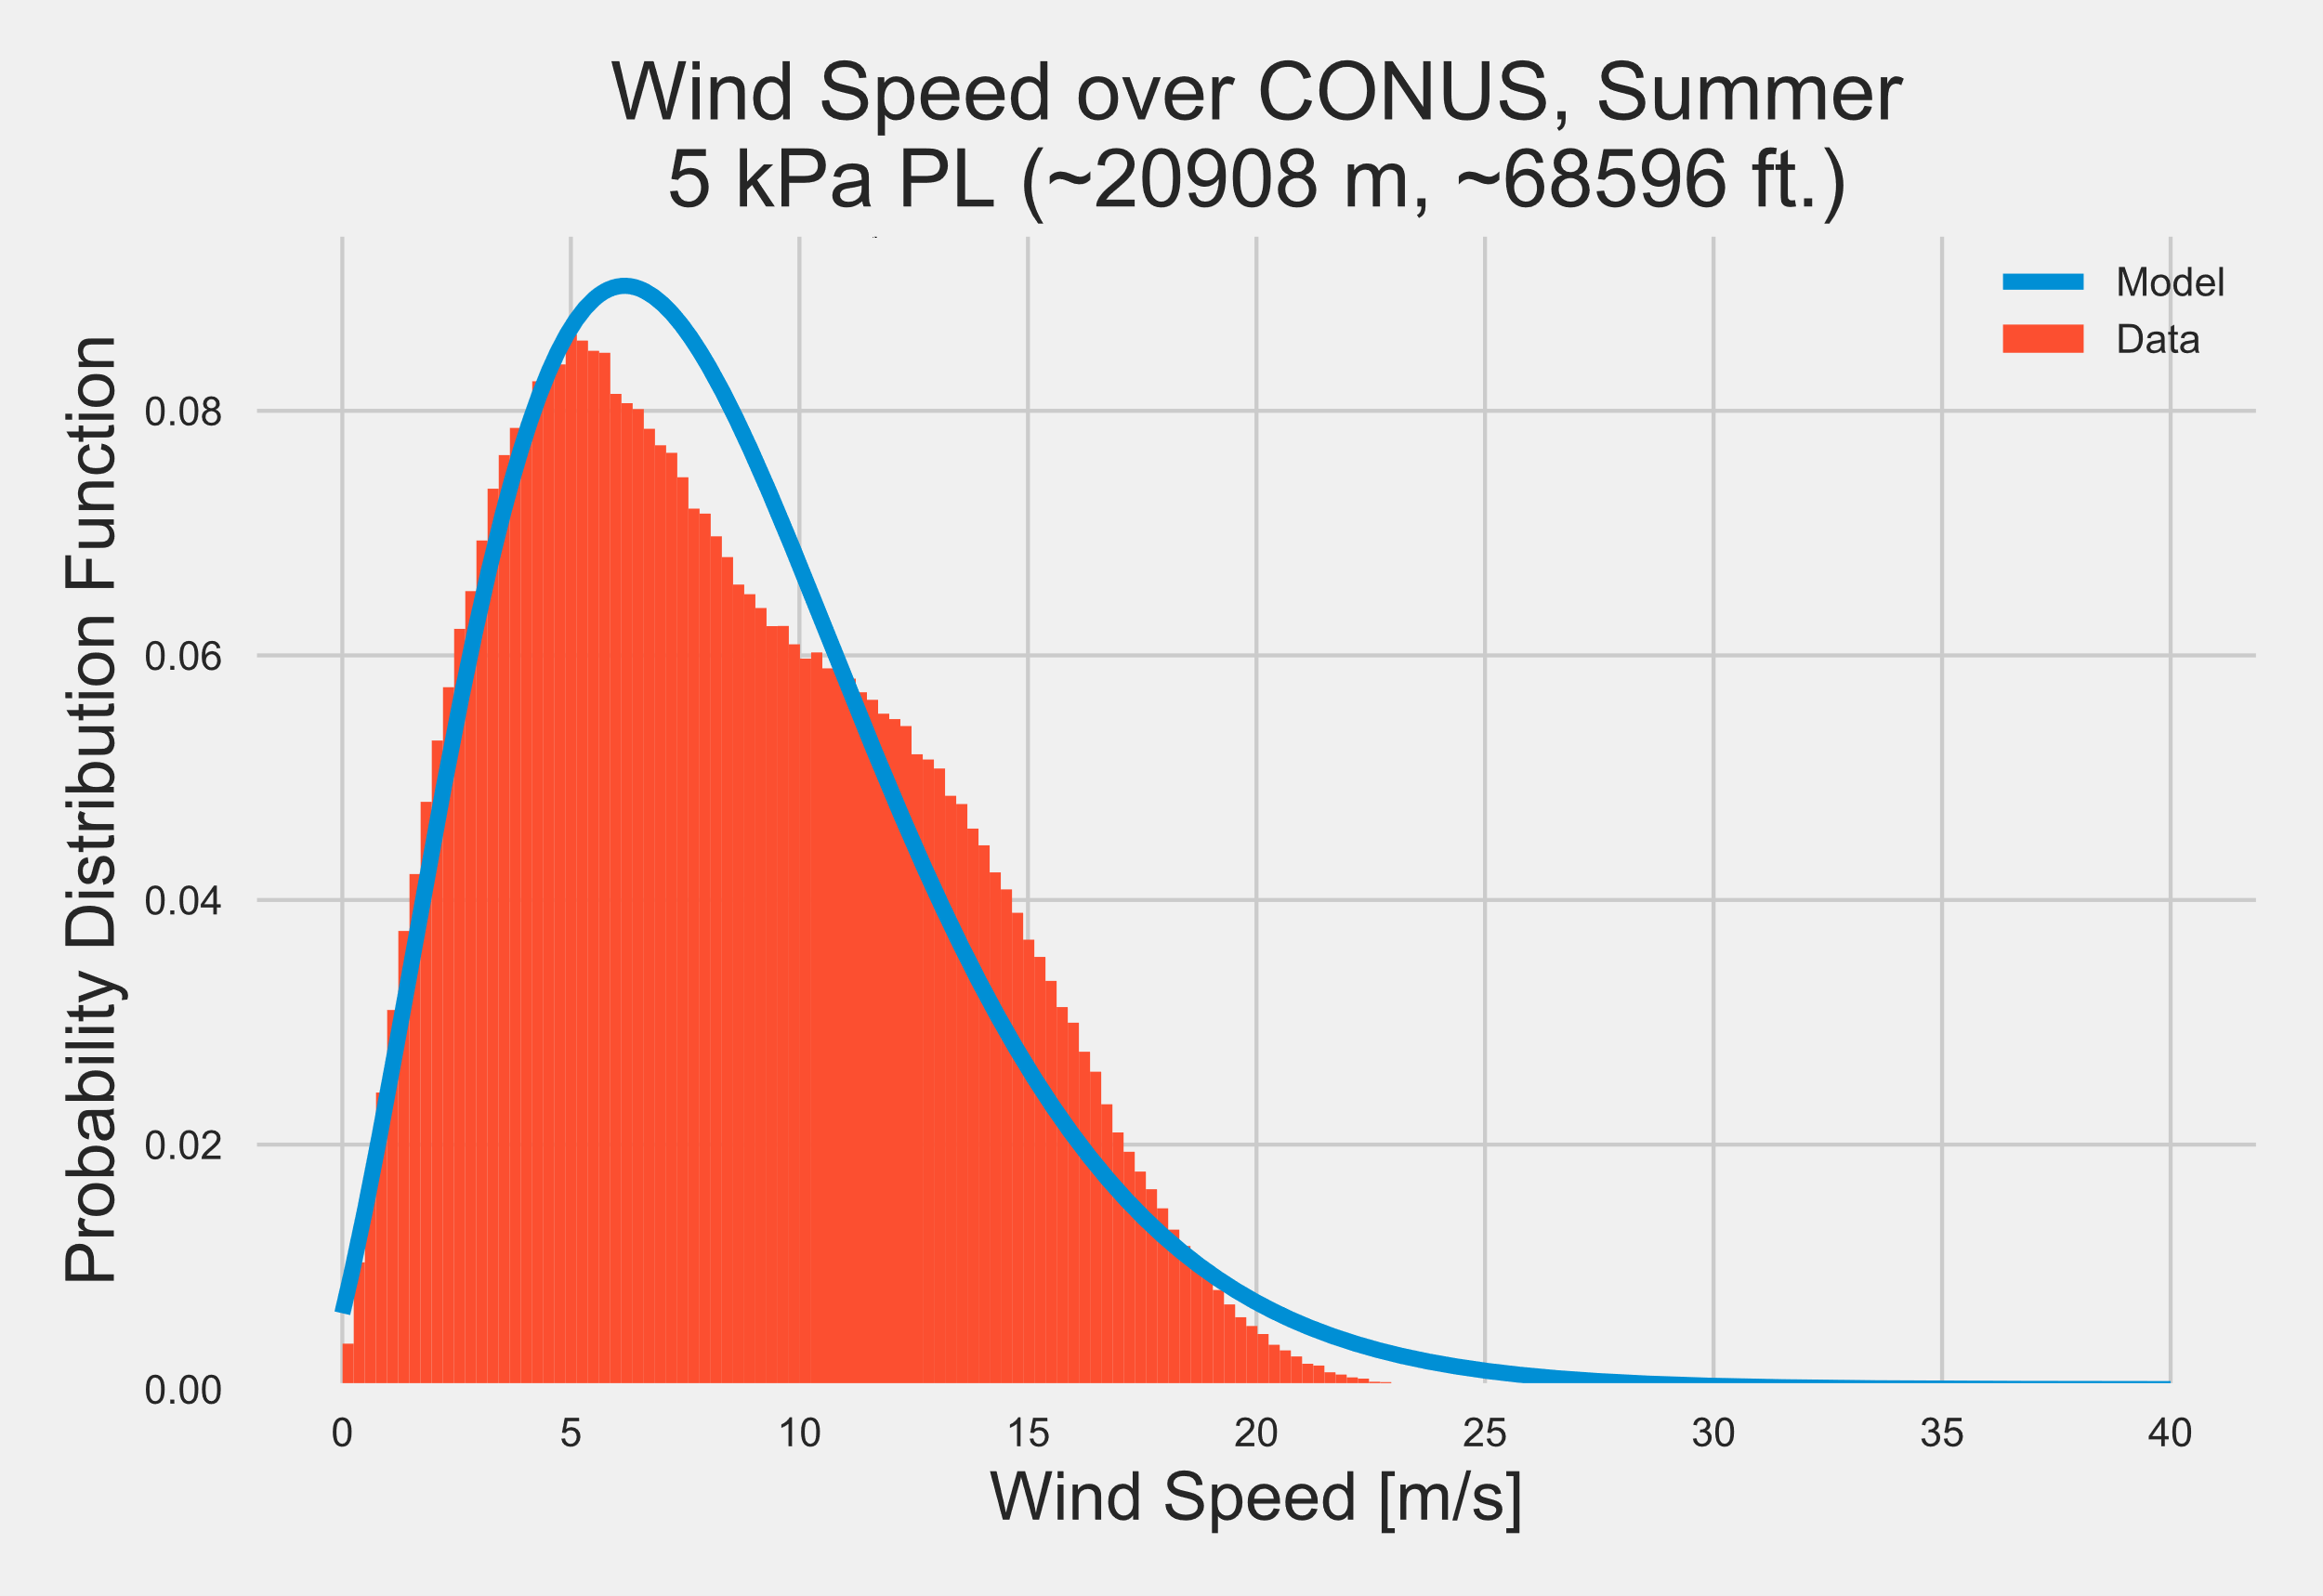 Wind Speed over CONUS, Summer
5 kPa PL (~20908 m, ~68596 ft.)
Model
Data
Probability Distribution Function
0.08
0.06
0.04
0.02
0.00
0 5 10 15 20 25 30 35 40
Wind Speed [m/s]